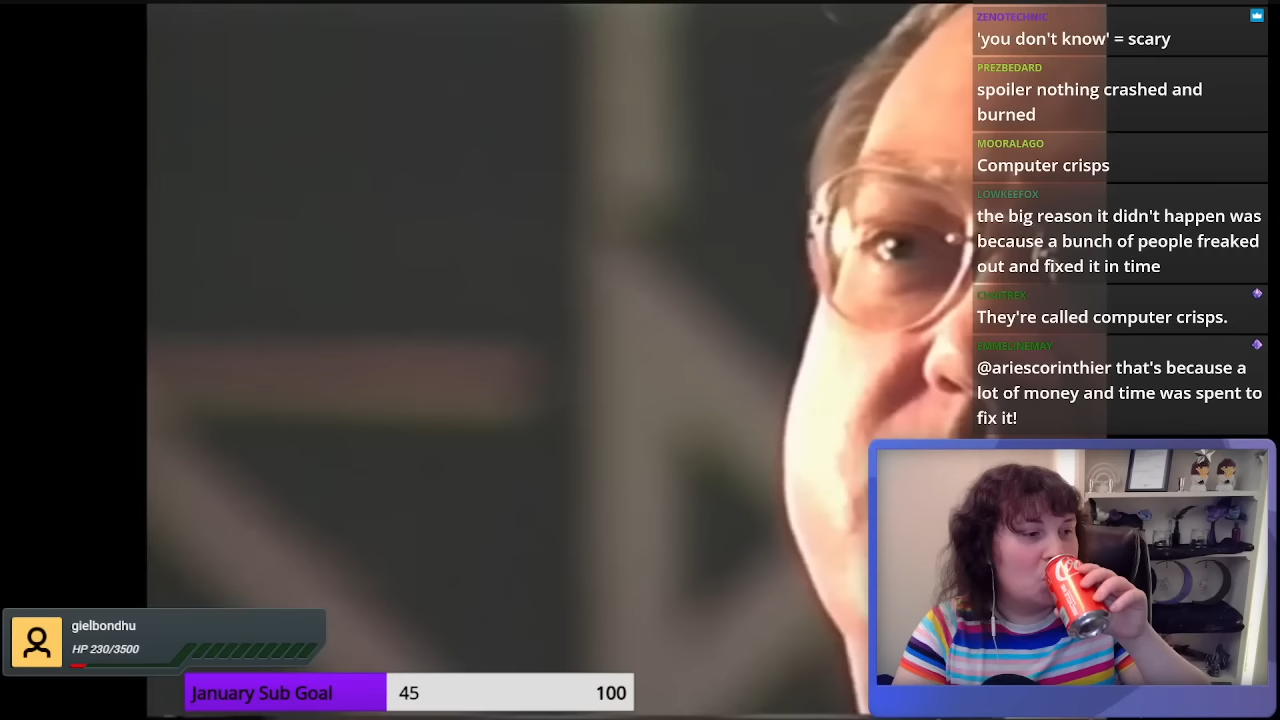 ZENOTECHNIC
'you don't know' = scary
PREZBEDARD
spoiler nothing crashed and
burned
MOORALAGO
Computer crisps
LOWKEEFOX
the big reason it didn't happen was
because a bunch of people freaked
out and fixed it in time
They're called computer crisps.
EMMELINEMAY
@ariescorinthier that's because a
lot of money and time was spent to
fix it!
gielbondhu
HP 230/3500
January Sub Goal 45 100